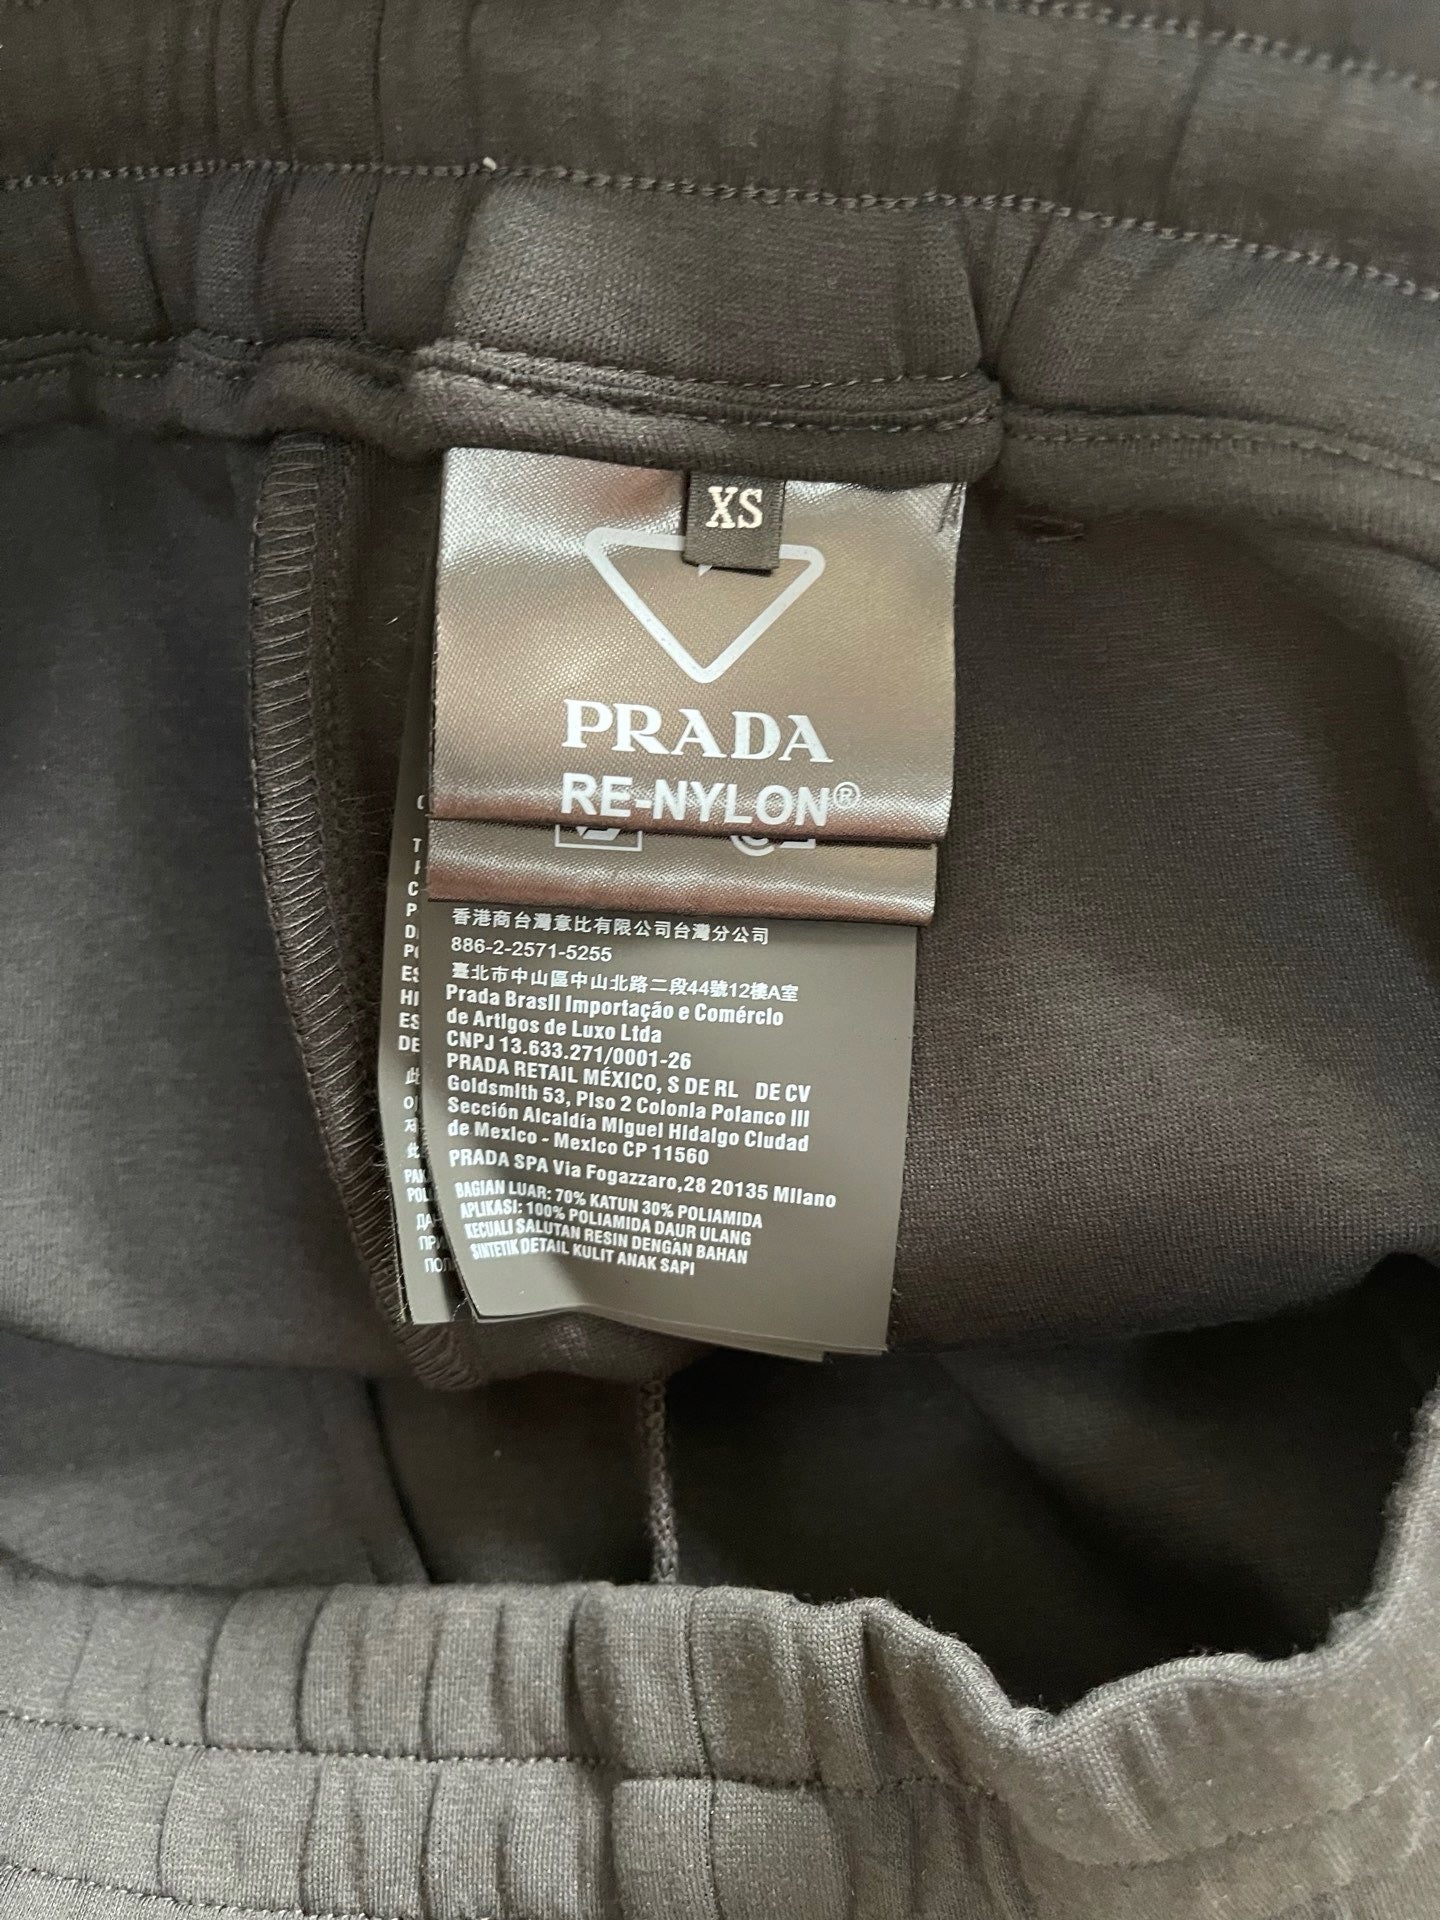 XS
PRADA
RE-NYLON®
香港商台灣意比有限公司台灣分公司
886-2-2571-5255
臺北市中山區中山北路二段44號12樓A室
Prada Brasil Importação e Comércio
de Artigos de Luxo Ltda
CNPJ 13.633.271/0001-26
PRADA RETAIL MÉXICO, S DE RL DE CV
Goldsmith 53, Piso 2 Colonia Polanco III
Sección Alcaldía Miguel Hidalgo Ciudad
de Mexico - Mexico CP 11560
PRADA SPA Via Fogazzaro,28 20135 Milano
BAGIAN LUAR: 70% KATUN 30% POLIAMIDA
APLIKASI: 100% POLIAMIDA DAUR ULANG
KECUALI SALUTAN RESIN DENGAN BAHAN
SINTETIK DETAIL KULIT ANAK SAPI